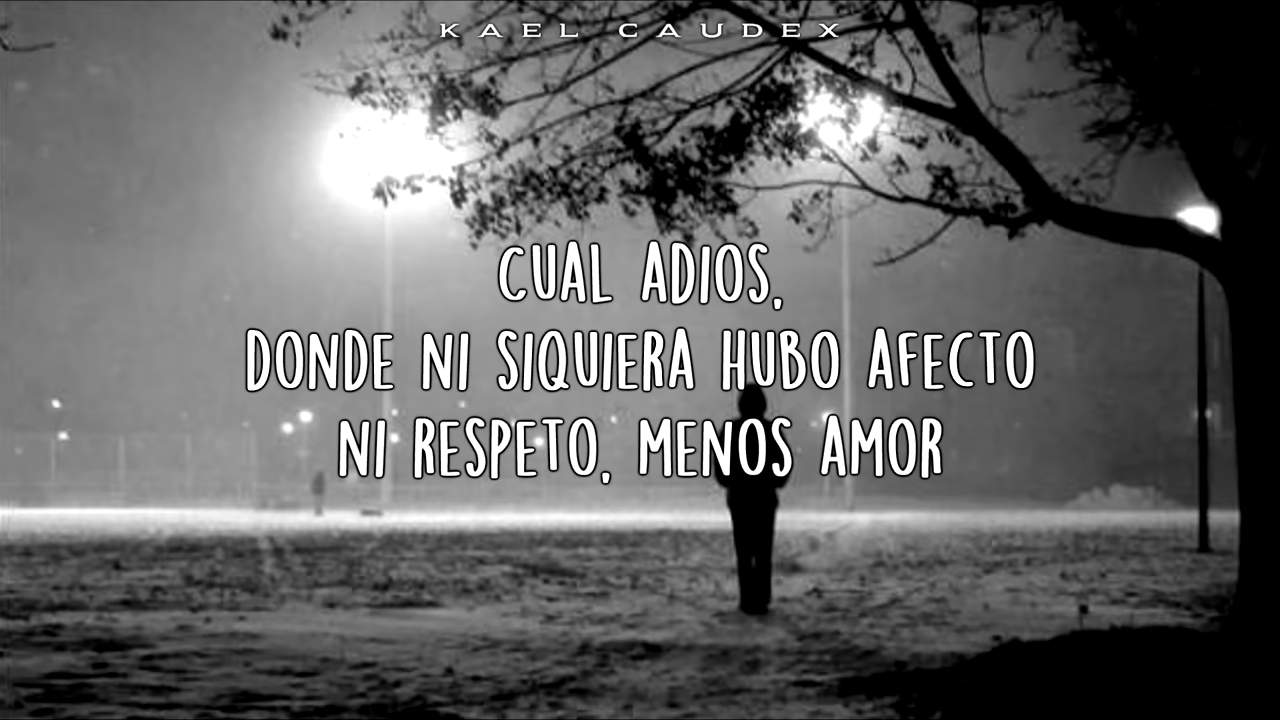 KAEL CAUDEX
CUAL ADIOS,
DONDE NI SIQUIERA HUBO AFECTO
NI RESPETO, MENOS AMOR